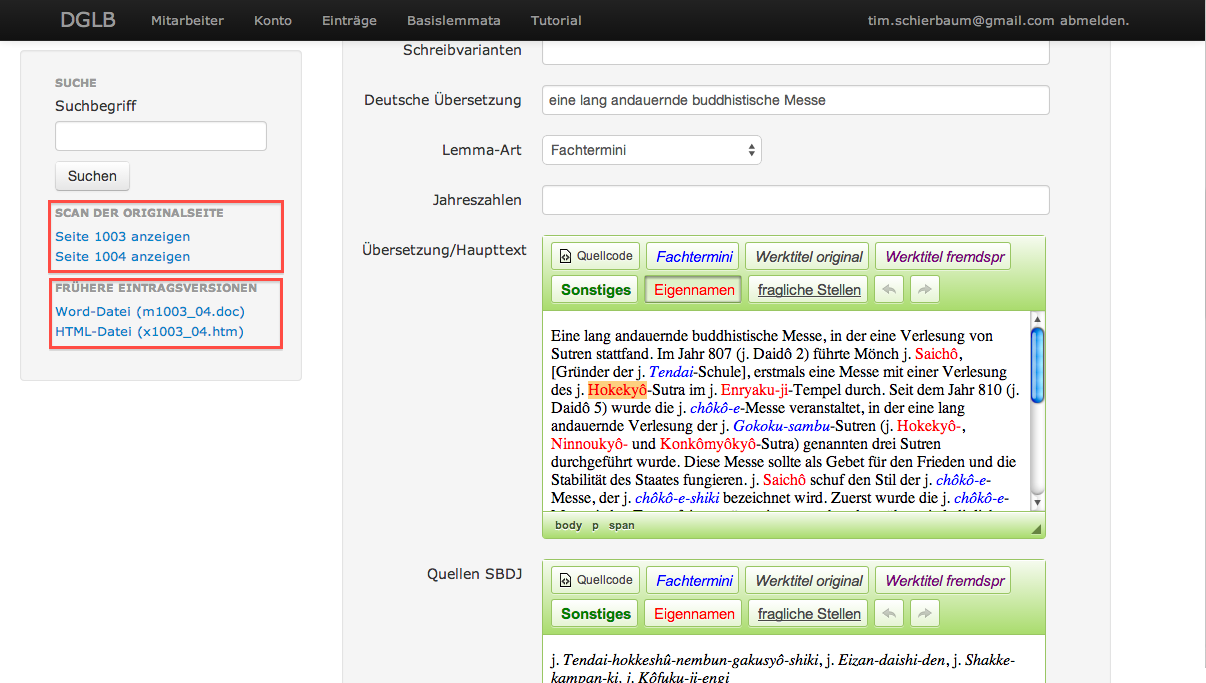 DGLB Mitarbeiter Konto Einträge Basislemmata Tutorial tim.schierbaum@gmail.com abmelden.
SUCHE
Suchbegriff
Suchen
SCAN DER ORIGINALSEITE
Seite 1003 anzeigen
Seite 1004 anzeigen
FRÜHERE EINTRAGSVERSIONEN
Word-Datei (m1003_04.doc)
HTML-Datei (x1003_04.htm)
Schreibvarianten
Deutsche Übersetzung eine lang andauernde buddhistische Messe
Lemma-Art Fachtermini
Jahreszahlen
Übersetzung/Haupttext
Quellcode Fachtermini Werktitel original Werktitel fremdspr
Sonstiges Eigennamen fragliche Stellen
Eine lang andauernde buddhistische Messe, in der eine Verlesung von
Sutren stattfand. Im Jahr 807 (j. Daidô 2) führte Mönch j. Saichô,
[Gründer der j. Tendai-Schule], erstmals eine Messe mit einer Verlesung
des j. Hokekyô-Sutra im j. Enryaku-ji-Tempel durch. Seit dem Jahr 810 (j.
Daidô 5) wurde die j. chôkô-e-Messe veranstaltet, in der eine lang
andauernde Verlesung der j. Gokoku-sambu-Sutren (j. Hokekyô-,
Ninnoukyô- und Konkômyôkyô-Sutra) genannten drei Sutren
durchgeführt wurde. Diese Messe sollte als Gebet für den Frieden und die
Stabilität des Staates fungieren. j. Saichô schuf den Stil der j. chôkô-e-
Messe, der j. chôkô-e-shiki bezeichnet wird. Zuerst wurde die j. chôkô-e-
body p span
Quellen SBDJ
Quellcode Fachtermini Werktitel original Werktitel fremdspr
Sonstiges Eigennamen fragliche Stellen
j. Tendai-hokkeshû-nembun-gakusyô-shiki, j. Eizan-daishi-den, j. Shakke-
kampan-ki, j. Kôfuku-ji-engi